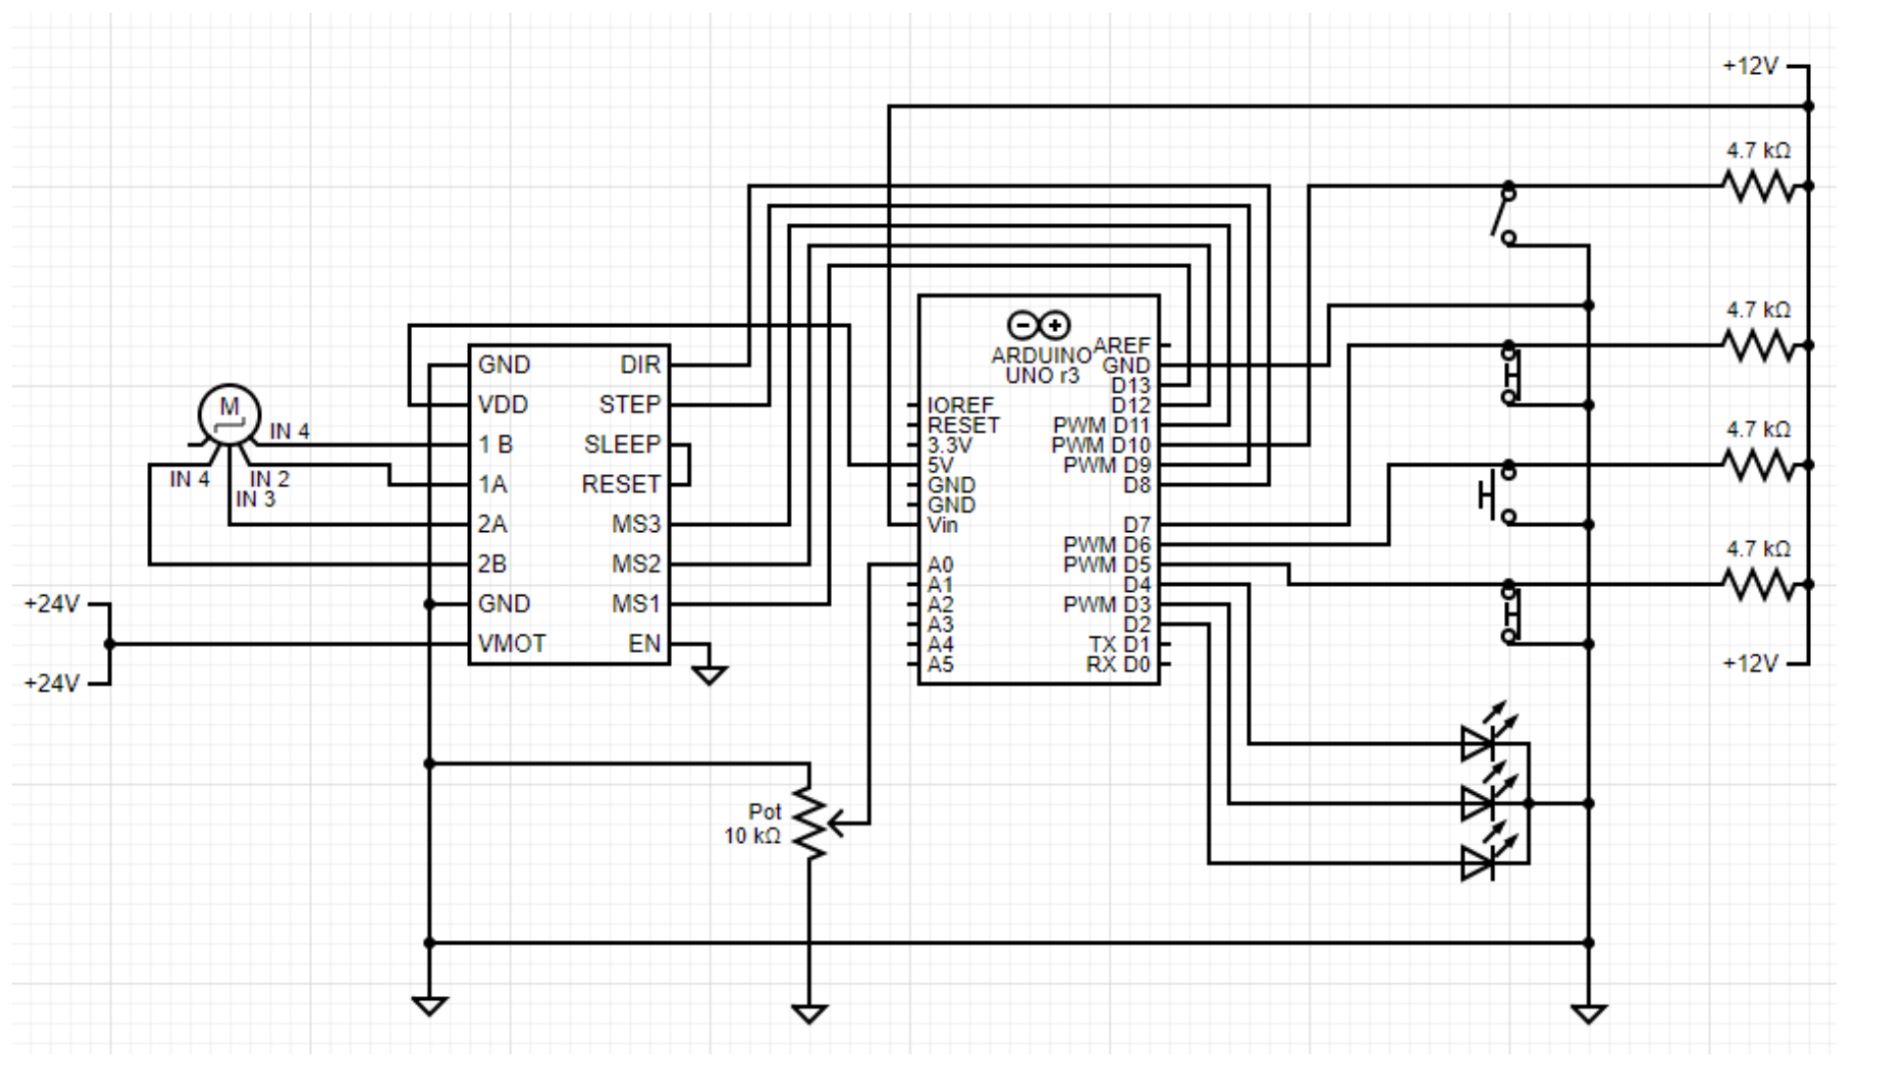 +12V
4.7 kΩ
4.7 kΩ
ARDUINO
UNO r3
AREF
GND
D13
D12
PWM D11
PWM D10
PWM D9
D8
D7
PWM D6
PWM D5
D4
PWM D3
D2
TX D1
RX D0
IOREF
RESET
3.3V
5V
GND
GND
Vin
A0
A1
A2
A3
A4
A5
GND
VDD
1 B
1A
2A
2B
GND
VMOT
DIR
STEP
SLEEP
RESET
MS3
MS2
MS1
EN
M
IN 4
IN 4
IN 2
IN 3
4.7 kΩ
4.7 kΩ
+24V
+24V
+12V
Pot
10 kΩ